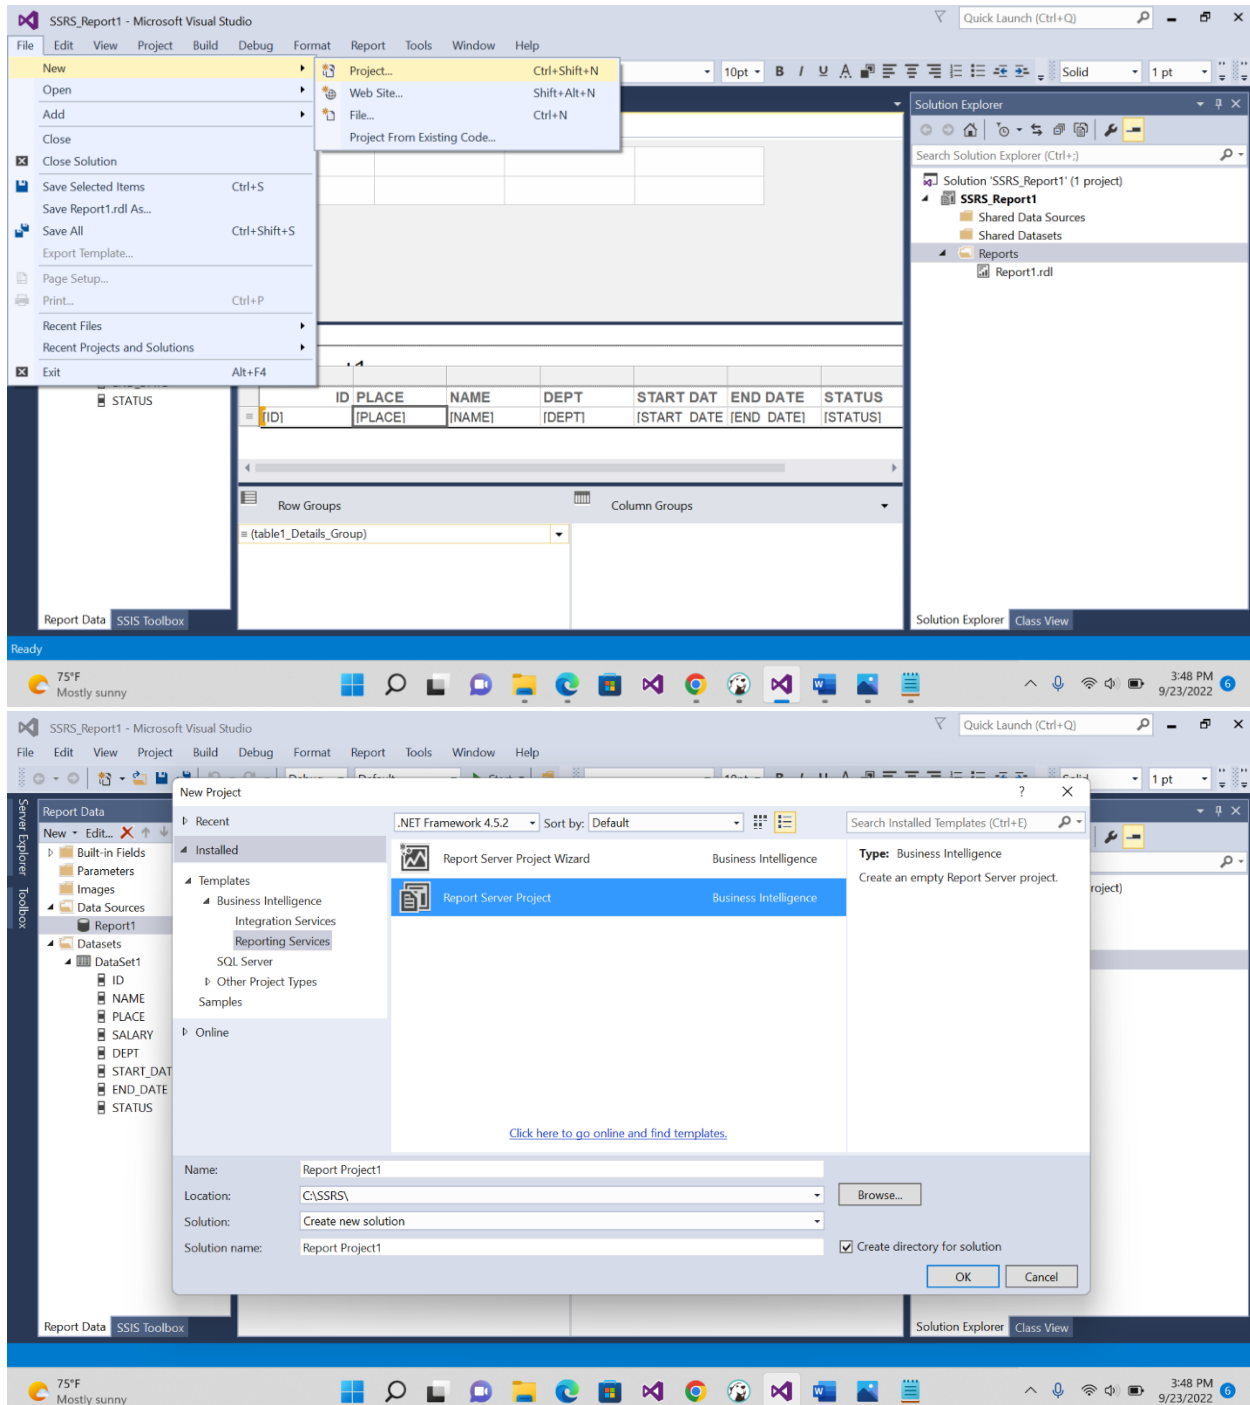 SSRS_Report1 - Microsoft Visual Studio
Quick Launch (Ctrl+Q)
File Edit View Project Build Debug Format Report Tools Window Help
New
Project... Ctrl+Shift+N
10pt B I U A Solid 1 pt
Open
Web Site... Shift+Alt+N
Add
File... Ctrl+N
Close
Project From Existing Code...
Close Solution
Save Selected Items Ctrl+S
Save Report1.rdl As...
Save All Ctrl+Shift+S
Export Template...
Page Setup...
Print... Ctrl+P
Recent Files
Recent Projects and Solutions
Exit Alt+F4
STATUS
Solution Explorer
Search Solution Explorer (Ctrl+;)
Solution 'SSRS_Report1' (1 project)
SSRS_Report1
Shared Data Sources
Shared Datasets
Reports
Report1.rdl
ID PLACE NAME DEPT START DAT END DATE STATUS
[ID] [PLACE] [NAME] [DEPT] [START DATE [END DATE] [STATUS]
Row Groups Column Groups
(table1_Details_Group)
Report Data SSIS Toolbox
Solution Explorer Class View
Ready
75°F
Mostly sunny
3:48 PM
9/23/2022
6
SSRS_Report1 - Microsoft Visual Studio
Quick Launch (Ctrl+Q)
File Edit View Project Build Debug Format Report Tools Window Help
1 pt
Server Explorer
Toolbox
Report Data
New Edit...
Built-in Fields
Parameters
Images
Data Sources
Report1
Datasets
DataSet1
ID
NAME
PLACE
SALARY
DEPT
START_DAT
END_DATE
STATUS
New Project ?
Recent
.NET Framework 4.5.2 Sort by: Default
Search Installed Templates (Ctrl+E)
Installed
Templates
Business Intelligence
Integration Services
Reporting Services
SQL Server
Other Project Types
Samples
Online
Report Server Project Wizard Business Intelligence
Report Server Project Business Intelligence
Type: Business Intelligence
Create an empty Report Server project.
roject)
Click here to go online and find templates.
Name: Report Project1
Location: C:\SSRS\ Browse...
Solution: Create new solution
Solution name: Report Project1
Create directory for solution
OK Cancel
Report Data SSIS Toolbox
Solution Explorer Class View
75°F
Mostly sunny
3:48 PM
9/23/2022
6